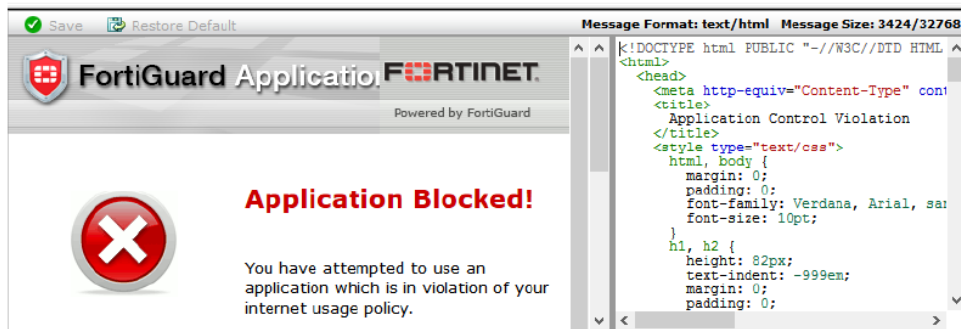 Save Restore Default Message Format: text/html Message Size: 3424/32768
FortiGuard Application
FORTINET.
Powered by FortiGuard
Application Blocked!
You have attempted to use an
application which is in violation of your
internet usage policy.
<!DOCTYPE html PUBLIC "-//W3C//DTD HTML
<html>
<head>
<meta http-equiv="Content-Type" cont
<title>
Application Control Violation
</title>
<style type="text/css">
html, body {
margin: 0;
padding: 0;
font-family: Verdana, Arial, san
font-size: 10pt;
}
h1, h2 {
height: 82px;
text-indent: -999em;
margin: 0;
padding: 0;